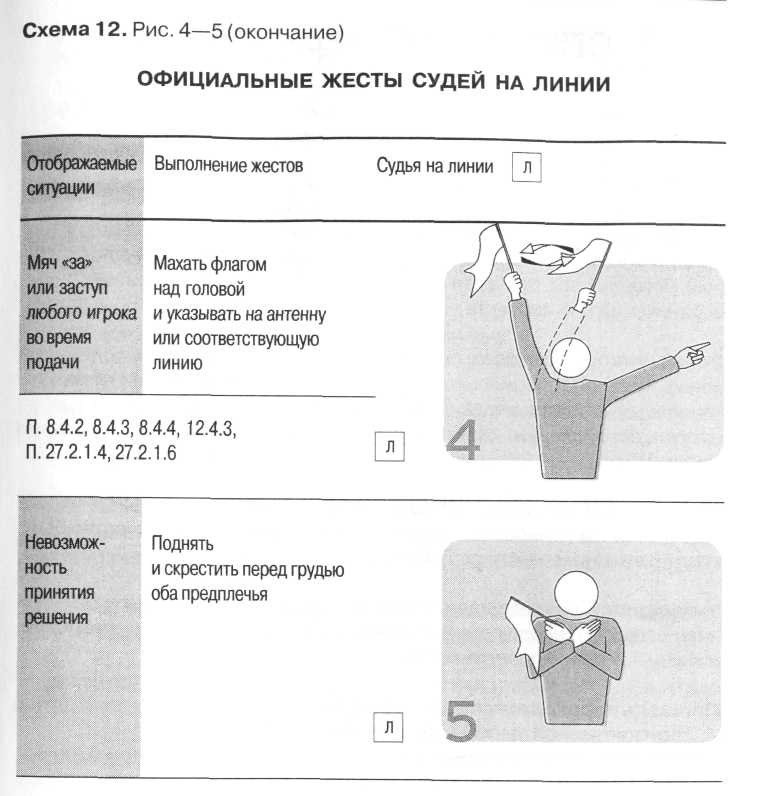 Схема 12. Рис. 4—5 (окончание)
ОФИЦИАЛЬНЫЕ ЖЕСТЫ СУДЕЙ НА ЛИНИИ
Отображаемые
ситуации
Выполнение жестов
Судья на линии
Л
Мяч «за»
или заступ
любого игрока
во время
подачи
Махать флагом
над головой
и указывать на антенну
или соответствующую
линию
П. 8.4.2, 8.4.3, 8.4.4, 12.4.3,
П. 27.2.1.4, 27.2.1.6
Л
4
Невозмож-
ность
принятия
решения
Поднять
и скрестить перед грудью
оба предплечья
Л
5